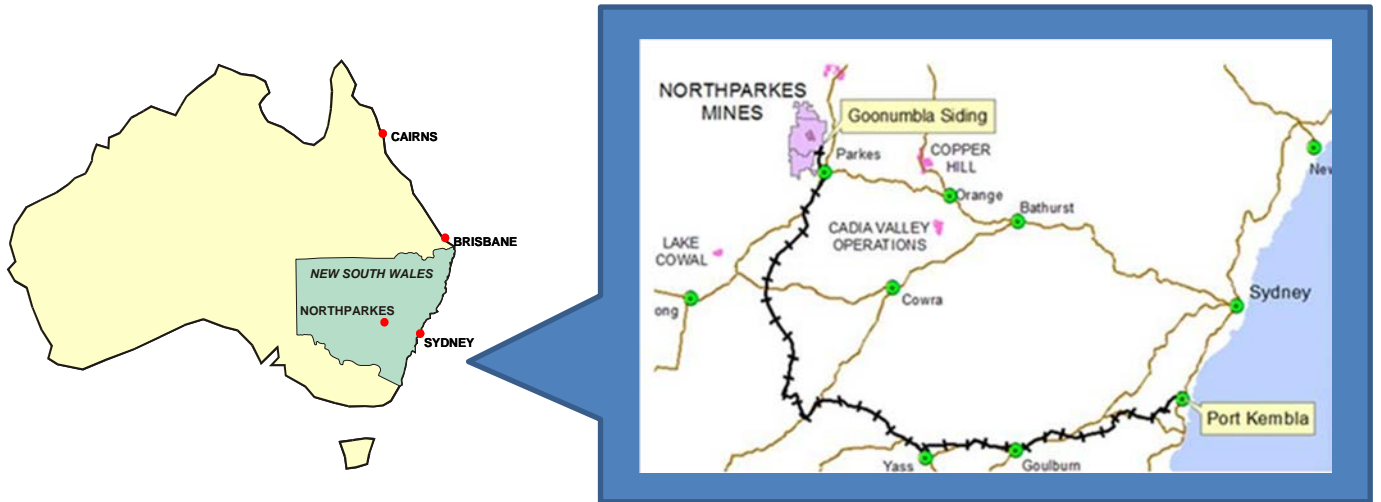 CAIRNS
BRISBANE
NEW SOUTH WALES
NORTHPARKES
SYDNEY
NORTHPARKES
MINES
Goonumbla Siding
Parkes
COPPER
HILL
Orange
Bathurst
New
CADIA VALLEY
OPERATIONS
LAKE
COWAL
ong
Cowra
Sydney
Port Kembla
Yass
Goulburn